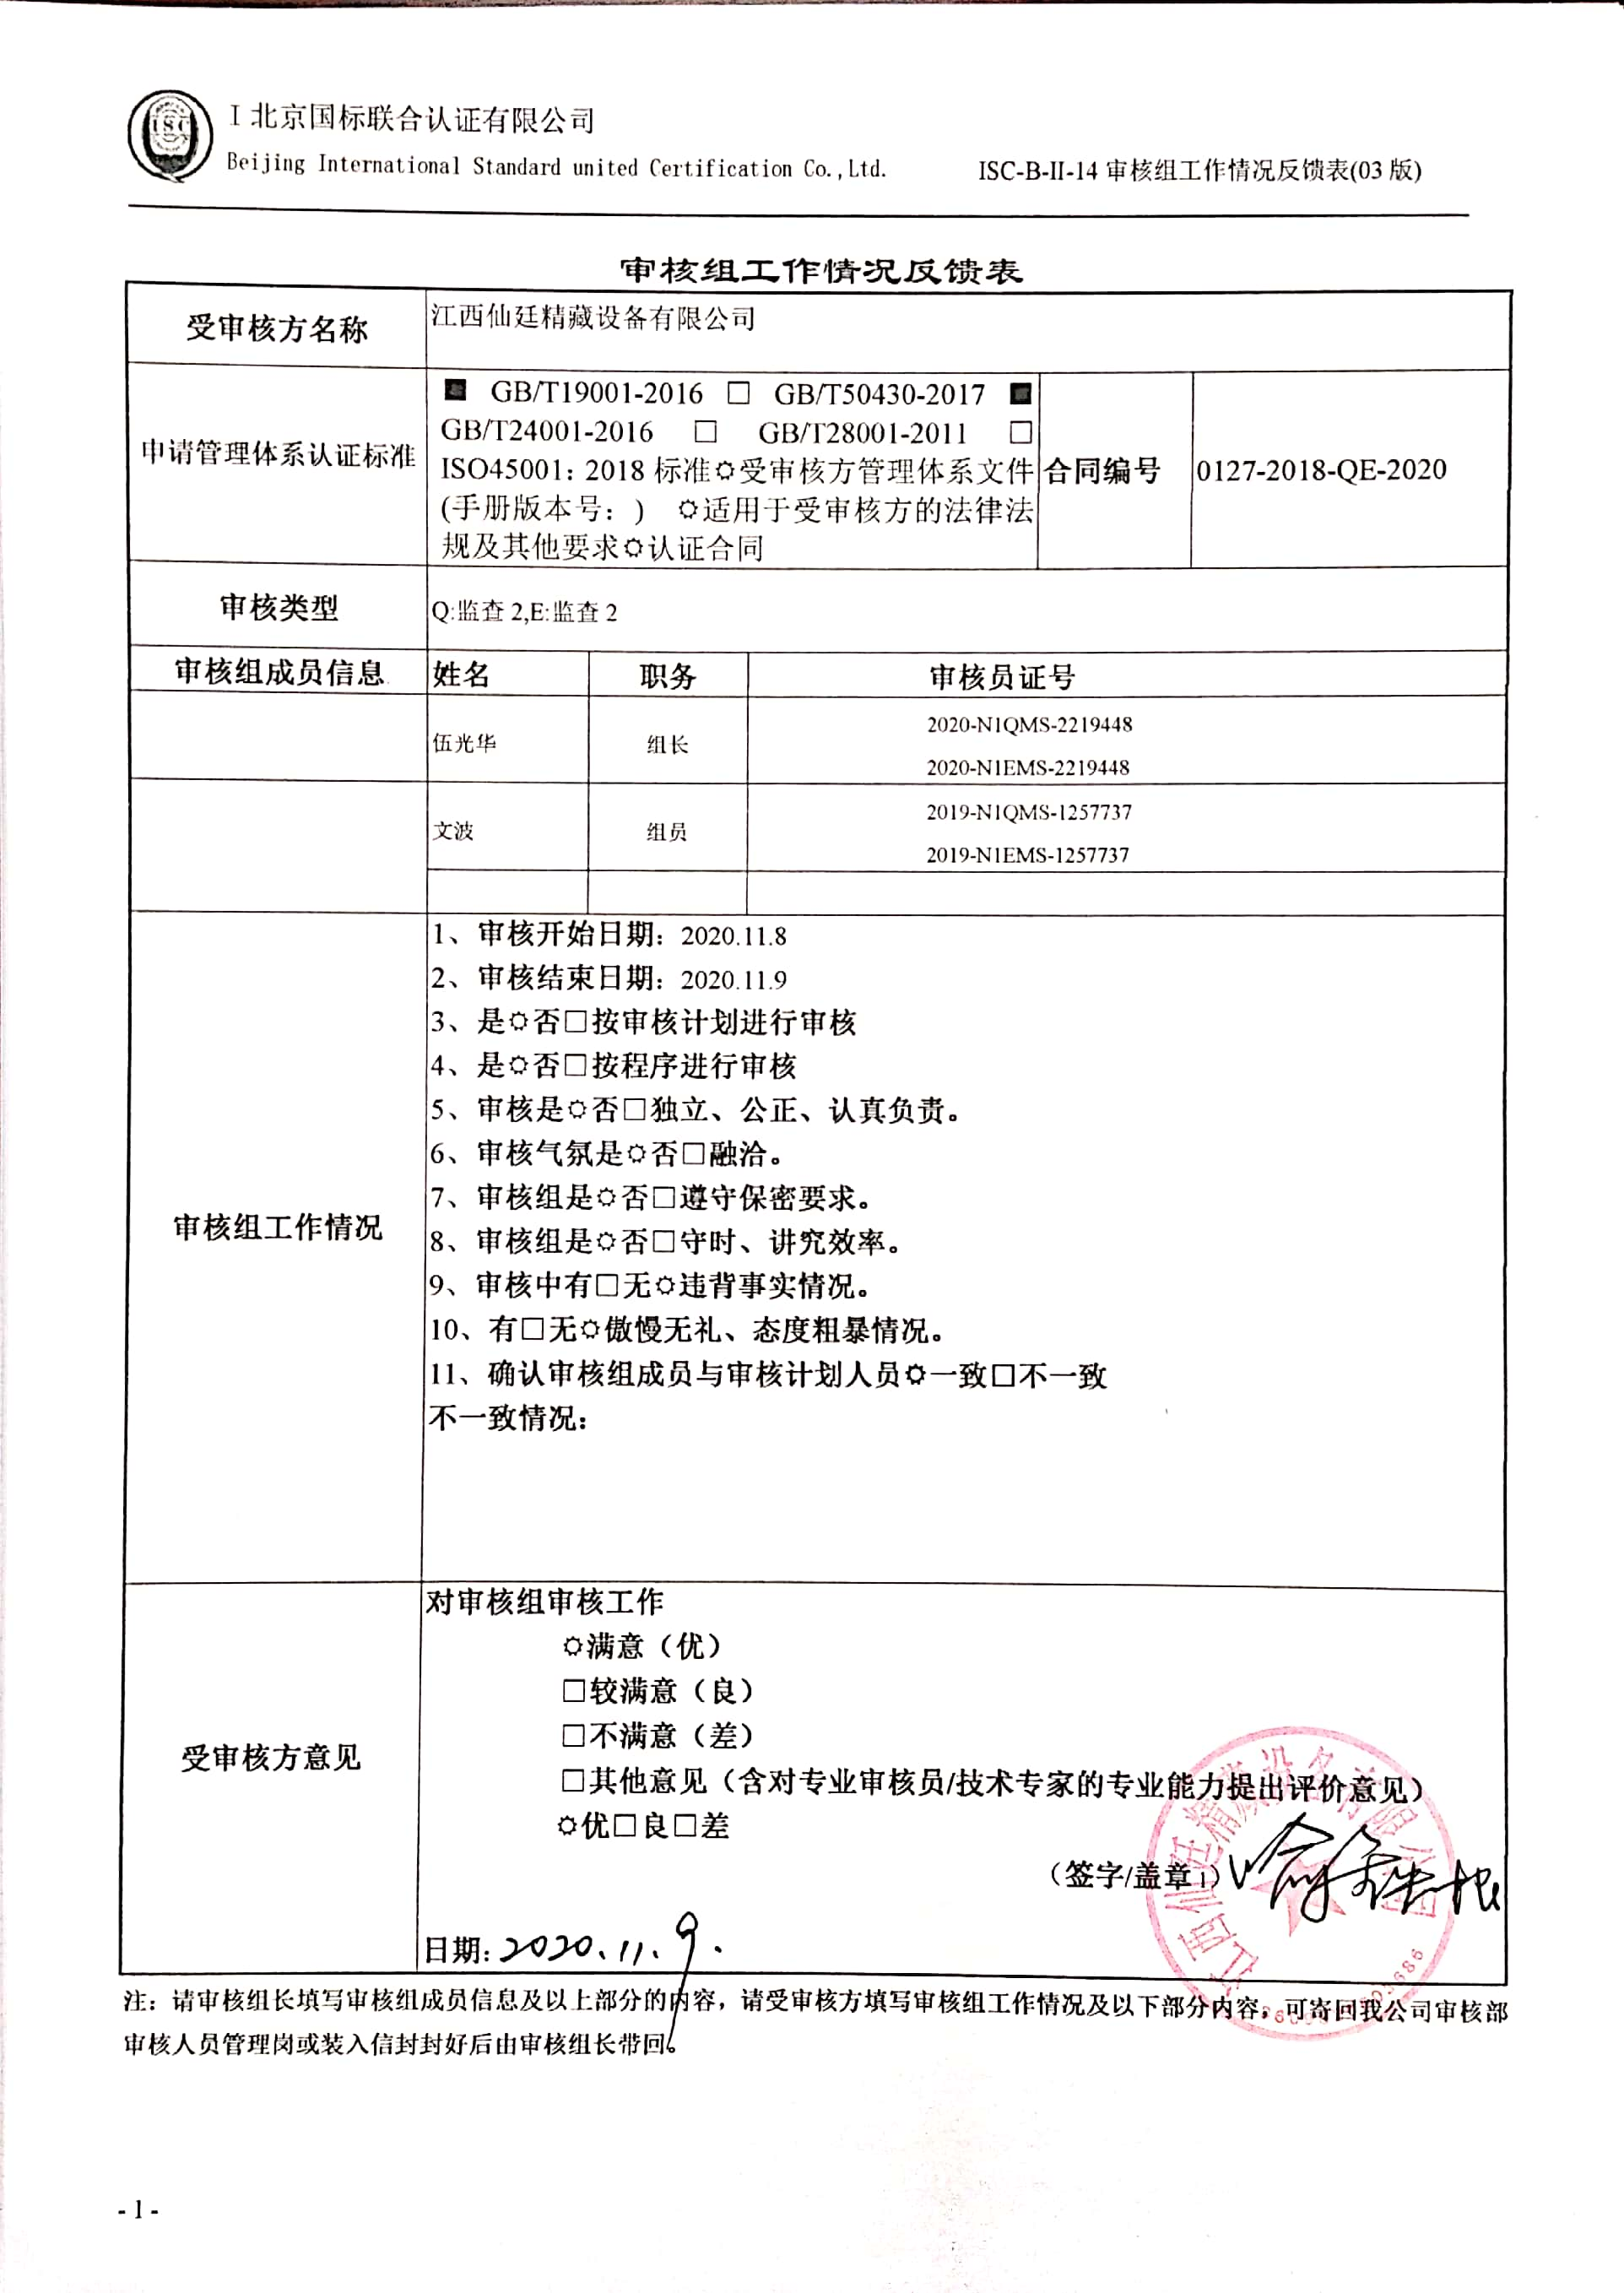 ISC
I 北京国标联合认证有限公司
Beijing International Standard united Certification Co.,Ltd.
ISC-B-II-14 审核组工作情况反馈表(03 版)
审核组工作情况反馈表
受审核方名称
江西仙廷精藏设备有限公司
申请管理体系认证标准
■ GB/T19001-2016 □ GB/T50430-2017 ■
GB/T24001-2016 □ GB/T28001-2011 □
ISO45001: 2018 标准☼受审核方管理体系文件
(手册版本号: ) ☼适用于受审核方的法律法
规及其他要求☼认证合同
合同编号
0127-2018-QE-2020
审核类型
Q:监查 2,E:监查 2
审核组成员信息
姓名
职务
审核员证号
伍光华
组长
2020-N1QMS-2219448
2020-N1EMS-2219448
文波
组员
2019-N1QMS-1257737
2019-N1EMS-1257737
审核组工作情况
1、审核开始日期: 2020.11.8
2、审核结束日期: 2020.11.9
3、是☼否□按审核计划进行审核
4、是☼否□按程序进行审核
5、审核是☼否□独立、公正、认真负责。
6、审核气氛是☼否□融洽。
7、审核组是☼否□遵守保密要求。
8、审核组是☼否□守时、讲究效率。
9、审核中有□无☼违背事实情况。
10、有□无☼傲慢无礼、态度粗暴情况。
11、确认审核组成员与审核计划人员☼一致□不一致
不一致情况:
受审核方意见
对审核组审核工作
☼满意（优）
□较满意（良）
□不满意（差）
□其他意见（含对专业审核员/技术专家的专业能力提出评价意见）
☼优□良□差
（签字/盖章）
江西仙廷精藏设备有限公司
日期: 2020.11.9.
注: 请审核组长填写审核组成员信息及以上部分的内容，请受审核方填写审核组工作情况及以下部分内容，可寄回我公司审核部
审核人员管理岗或装入信封封好后由审核组长带回。
- 1 -